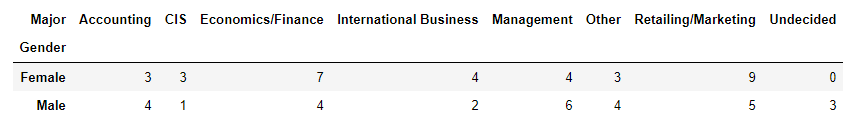 Major Accounting CIS Economics/Finance International Business Management Other Retailing/Marketing Undecided
Gender
Female 3 3 7 4 4 3 9 0
Male 4 1 4 2 6 4 5 3